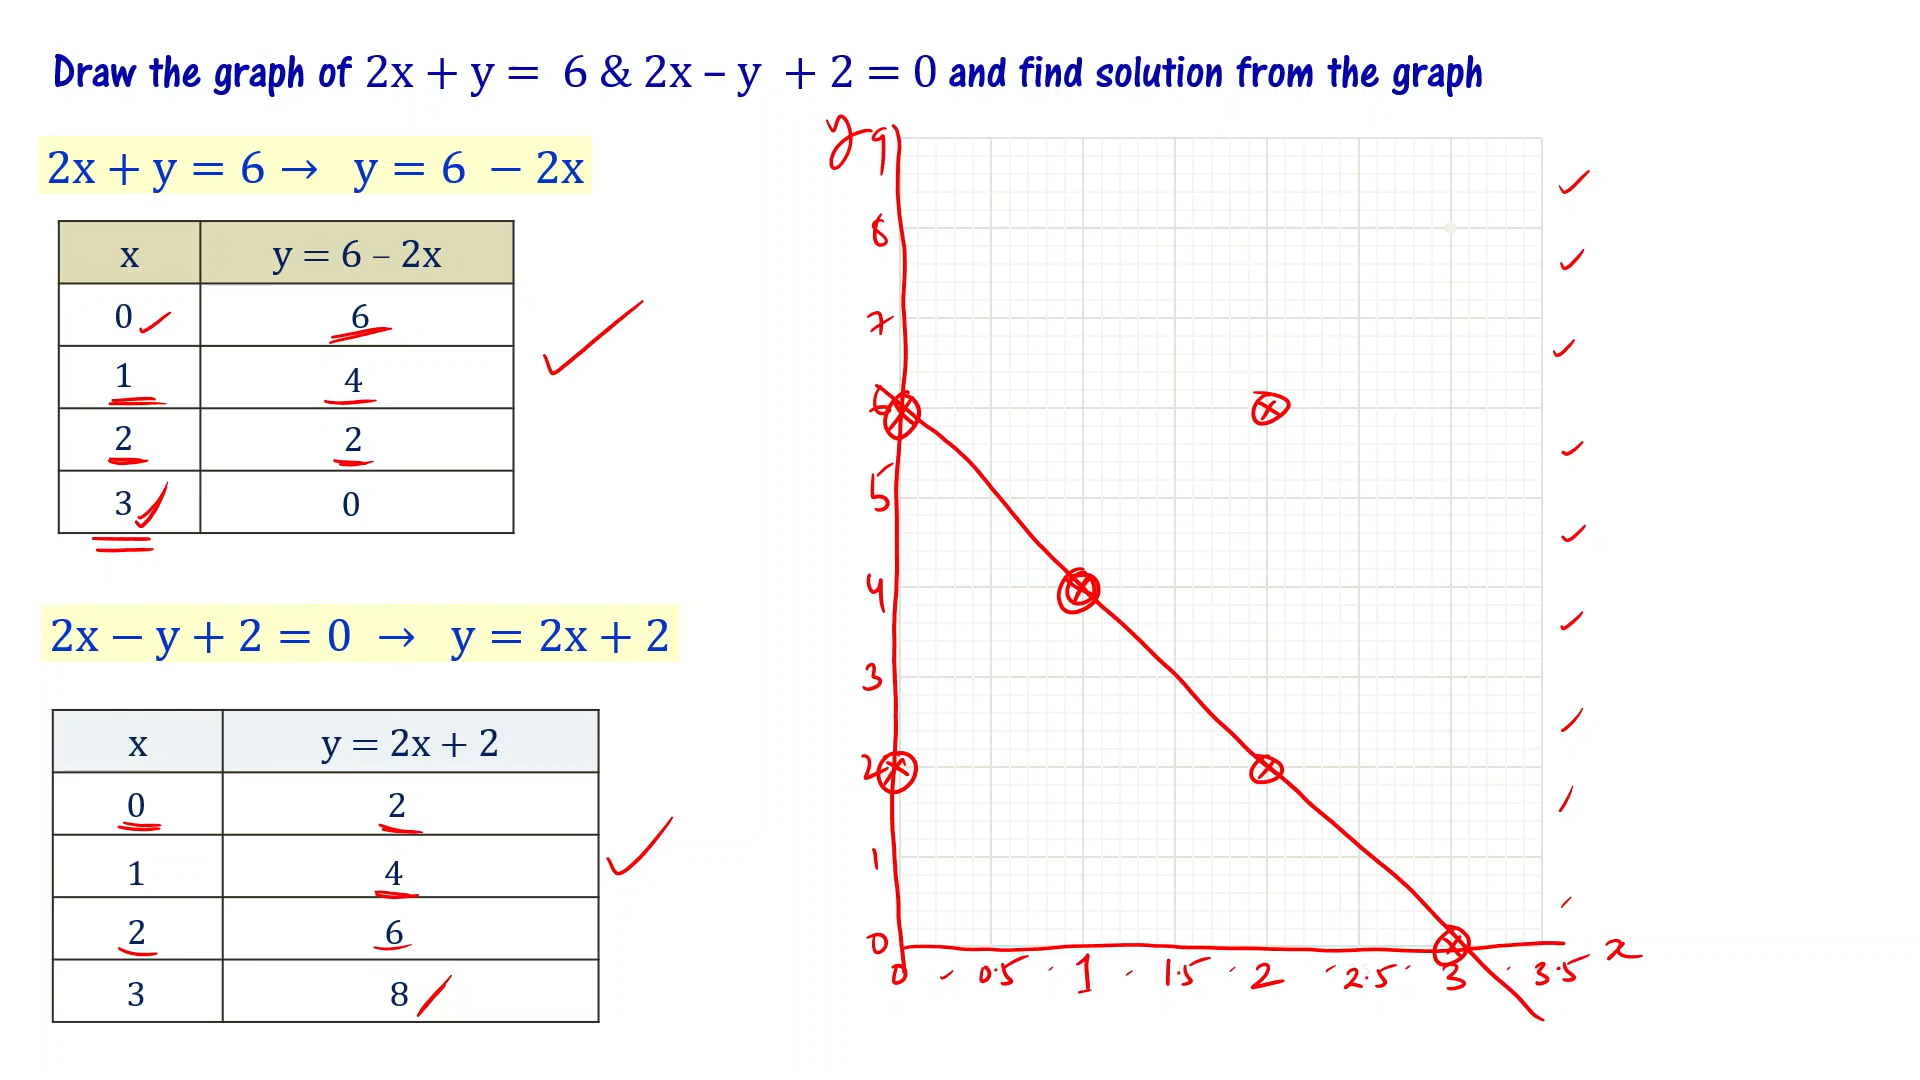 Draw the graph of 2x + y = 6 & 2x – y + 2 = 0 and find solution from the graph
2x + y = 6 → y = 6 − 2x
x y = 6 – 2x
0 6
1 4
2 2
3 0
2x − y + 2 = 0 → y = 2x + 2
x y = 2x + 2
0 2
1 4
2 6
3 8
y
9
8
7
6
5
4
3
2
1
0
0 0.5 1 1.5 2 2.5 3 3.5 x